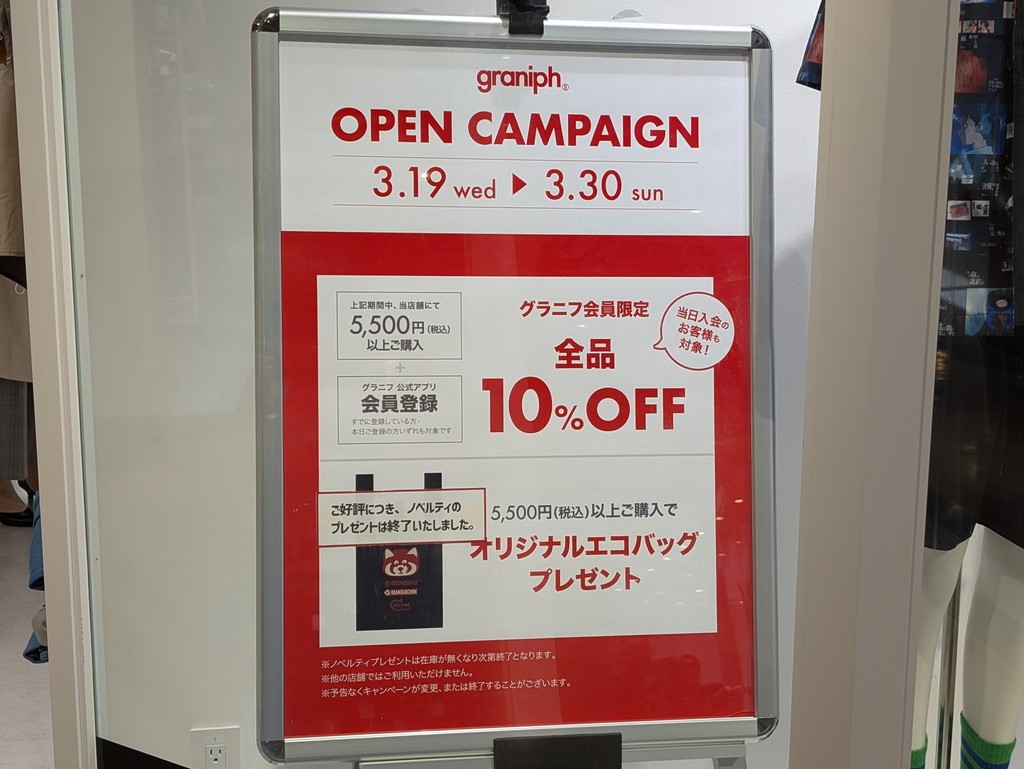 graniph
OPEN CAMPAIGN
3.19 wed ▶ 3.30 sun
上記期間中、当店舗にて
5,500円(税込)
以上ご購入
+
グラニフ 公式アプリ
会員登録
すでに登録している方・
本日ご登録の方いずれも対象です
グラニフ会員限定
全品
10%OFF
当日入会の
お客様も
対象!
ご好評につき、ノベルティの
プレゼントは終了いたしました。
5,500円(税込)以上ご購入で
オリジナルエコバッグ
プレゼント
※ノベルティプレゼントは在庫が無くなり次第終了となります。
※他の店舗ではご利用いただけません。
※予告なくキャンペーンが変更、または終了することがございます。